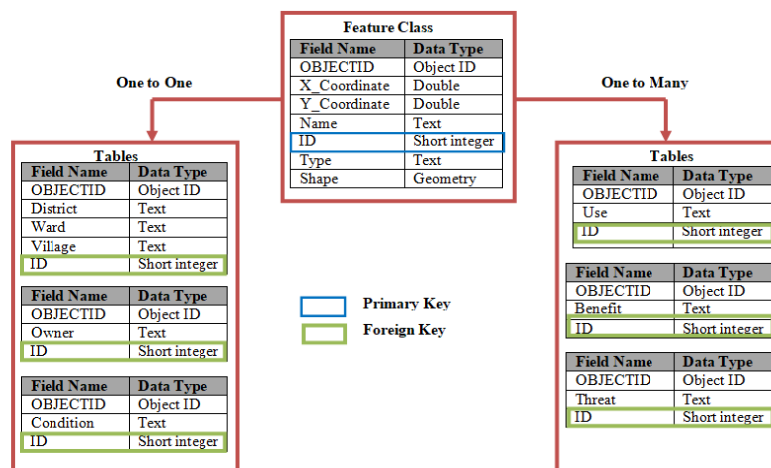 Feature Class
Field Name Data Type
OBJECTID Object ID
X_Coordinate Double
Y_Coordinate Double
Name Text
ID Short integer
Type Text
Shape Geometry
One to One
One to Many
Tables
Field Name Data Type
OBJECTID Object ID
District Text
Ward Text
Village Text
ID Short integer
Field Name Data Type
OBJECTID Object ID
Owner Text
ID Short integer
Field Name Data Type
OBJECTID Object ID
Condition Text
ID Short integer
Primary Key
Foreign Key
Tables
Field Name Data Type
OBJECTID Object ID
Use Text
ID Short integer
Field Name Data Type
OBJECTID Object ID
Benefit Text
ID Short integer
Field Name Data Type
OBJECTID Object ID
Threat Text
ID Short integer